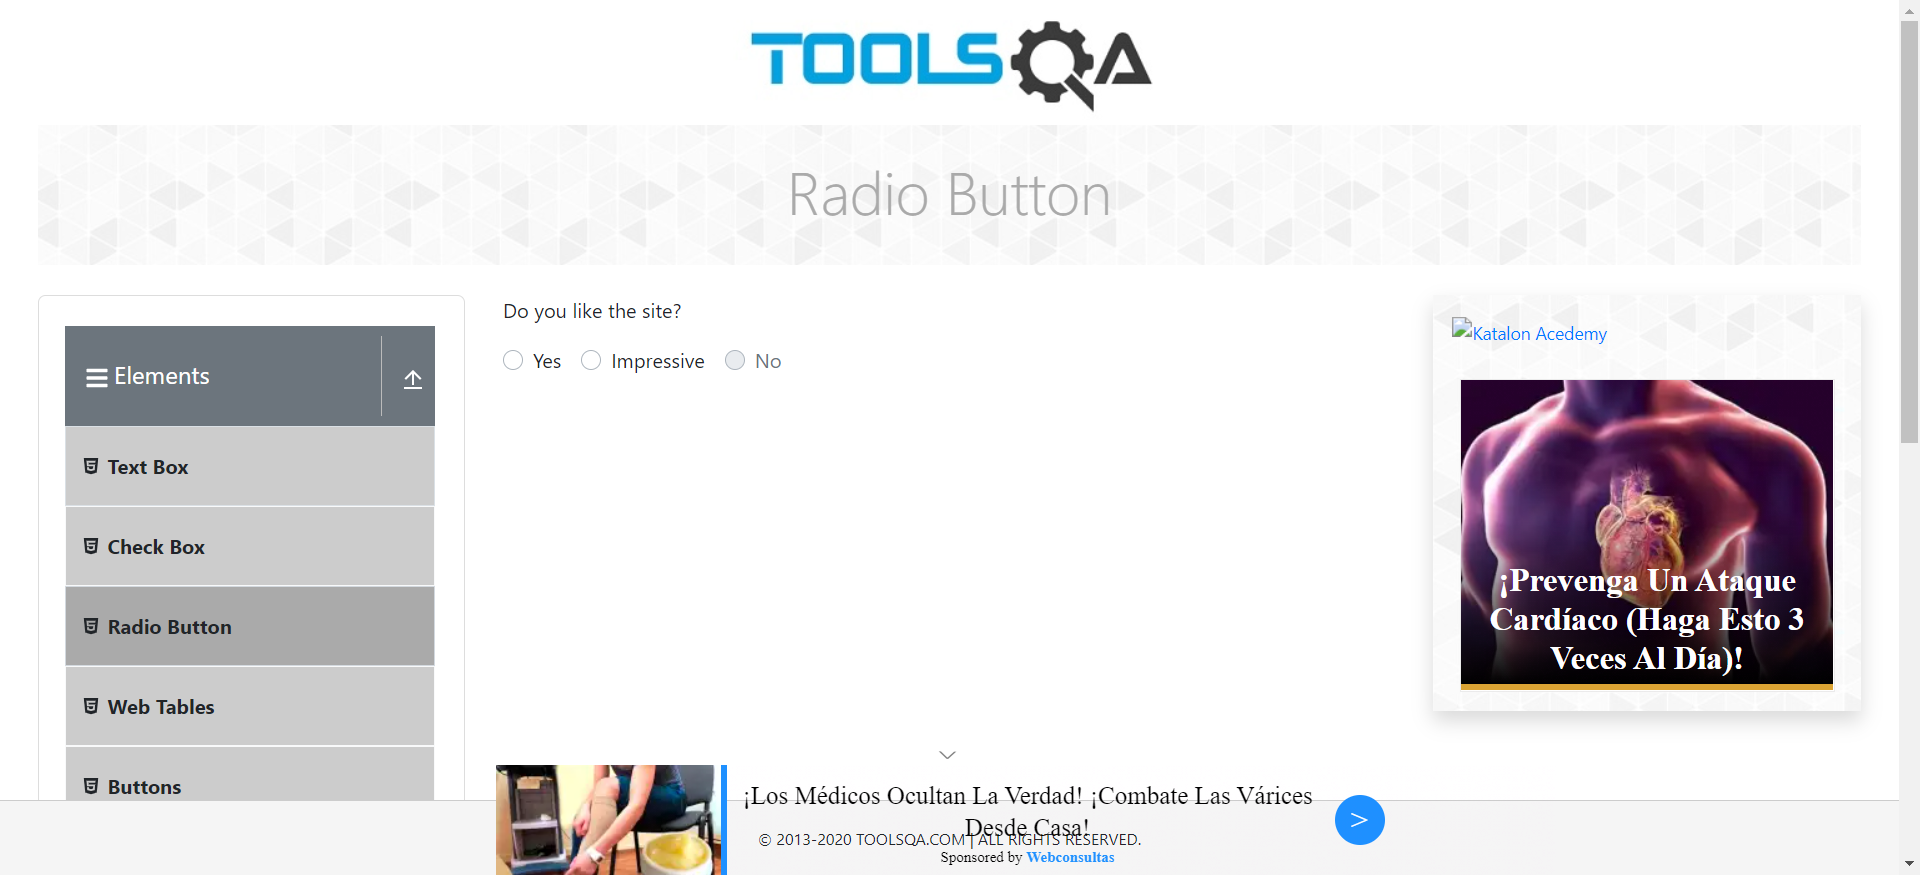 TOOLSQA
Radio Button
Elements
Text Box
Check Box
Radio Button
Web Tables
Buttons
Do you like the site?
Yes
Impressive
No
Katalon Acedemy
¡Prevenga Un Ataque
Cardíaco (Haga Esto 3
Veces Al Día)!
¡Los Médicos Ocultan La Verdad! ¡Combate Las Várices
Desde Casa!
© 2013-2020 TOOLSQA.COM | ALL RIGHTS RESERVED.
Sponsored by Webconsultas
>